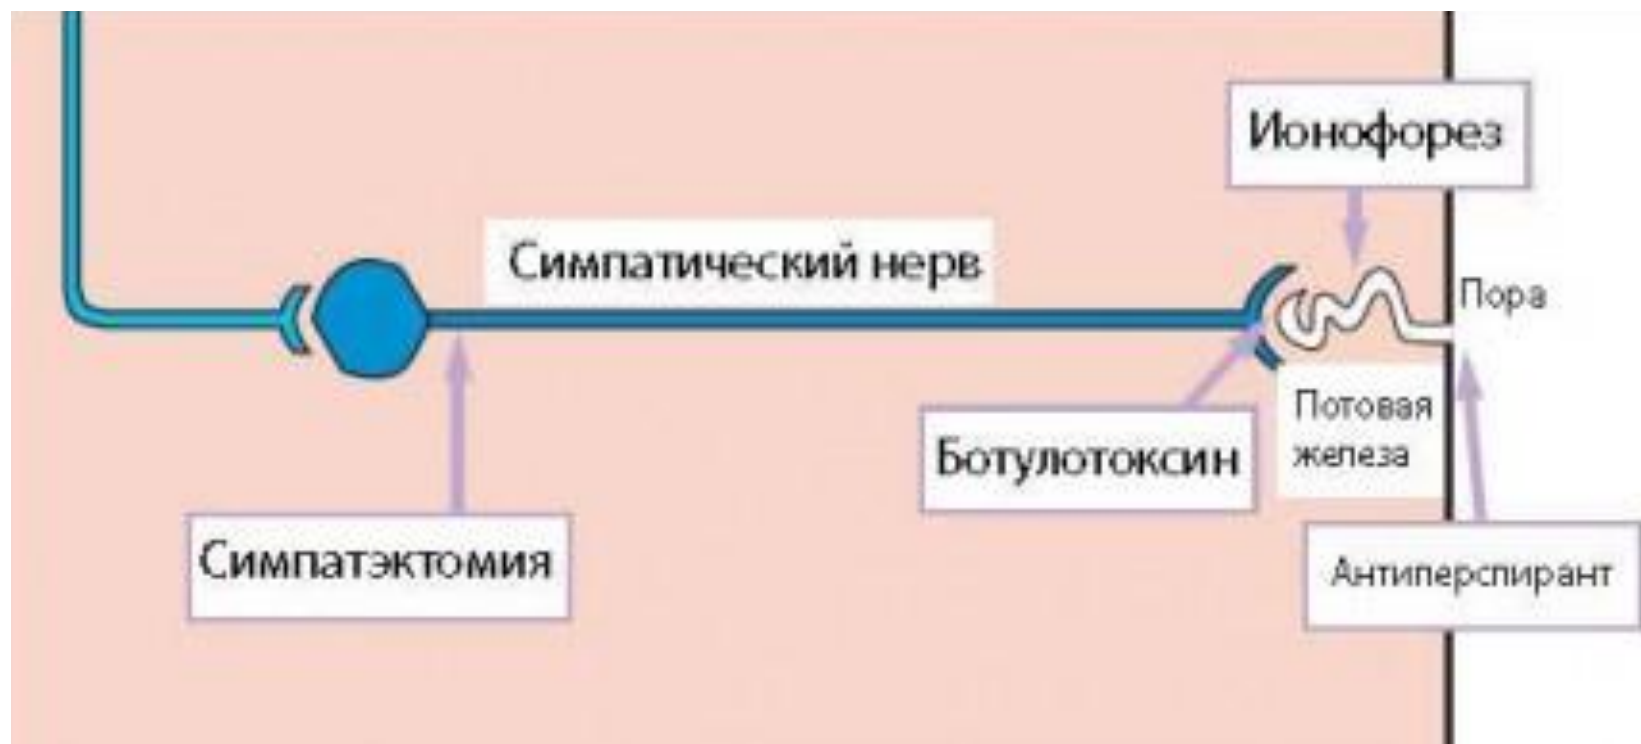 Ионофорез
Симпатический нерв
Пора
Потовая
железа
Ботулотоксин
Симпатэктомия
Антиперспирант